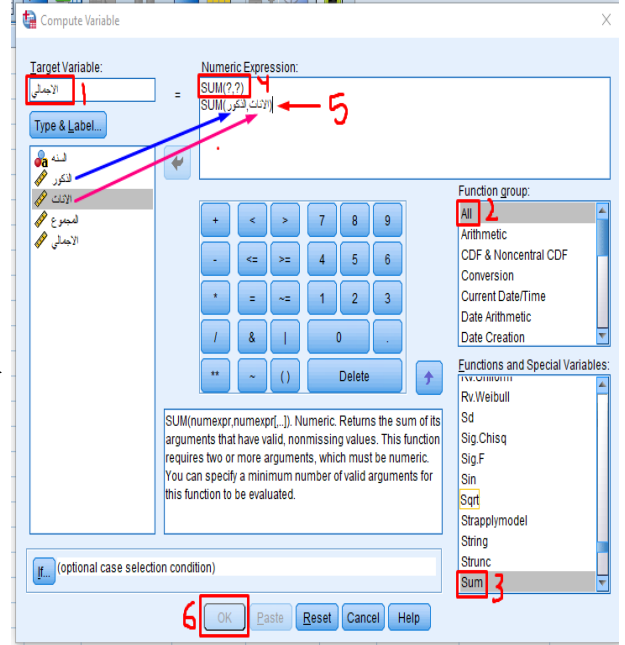 Compute Variable
Target Variable:
الاجمالي
1
=
Numeric Expression:
SUM(?,?)
4
SUM(الذكور,الاناث)
5
Type & Label...
السنه
الذكور
الاناث
المجموع
الاجمالي
+ < > 7 8 9
- <= >= 4 5 6
* = ~= 1 2 3
/ & | 0 .
** ~ ( ) Delete
Function group:
All
2
Arithmetic
CDF & Noncentral CDF
Conversion
Current Date/Time
Date Arithmetic
Date Creation
Functions and Special Variables:
Rv.Uniform
Rv.Weibull
Sd
Sig.Chisq
Sig.F
Sin
Sqrt
Strapplymodel
String
Strunc
Sum
3
SUM(numexpr,numexpr[,..]). Numeric. Returns the sum of its
arguments that have valid, nonmissing values. This function
requires two or more arguments, which must be numeric.
You can specify a minimum number of valid arguments for
this function to be evaluated.
If... (optional case selection condition)
6
OK Paste Reset Cancel Help